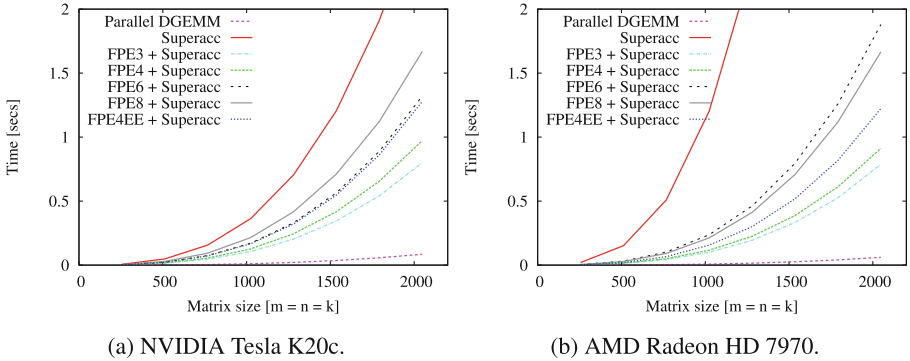 Parallel DGEMM
Superacc
FPE3 + Superacc
FPE4 + Superacc
FPE6 + Superacc
FPE8 + Superacc
FPE4EE + Superacc
Time [secs]
2
1.5
1
0.5
0
0 500 1000 1500 2000
Matrix size [m = n = k]
(a) NVIDIA Tesla K20c.
Parallel DGEMM
Superacc
FPE3 + Superacc
FPE4 + Superacc
FPE6 + Superacc
FPE8 + Superacc
FPE4EE + Superacc
Time [secs]
2
1.5
1
0.5
0
0 500 1000 1500 2000
Matrix size [m = n = k]
(b) AMD Radeon HD 7970.